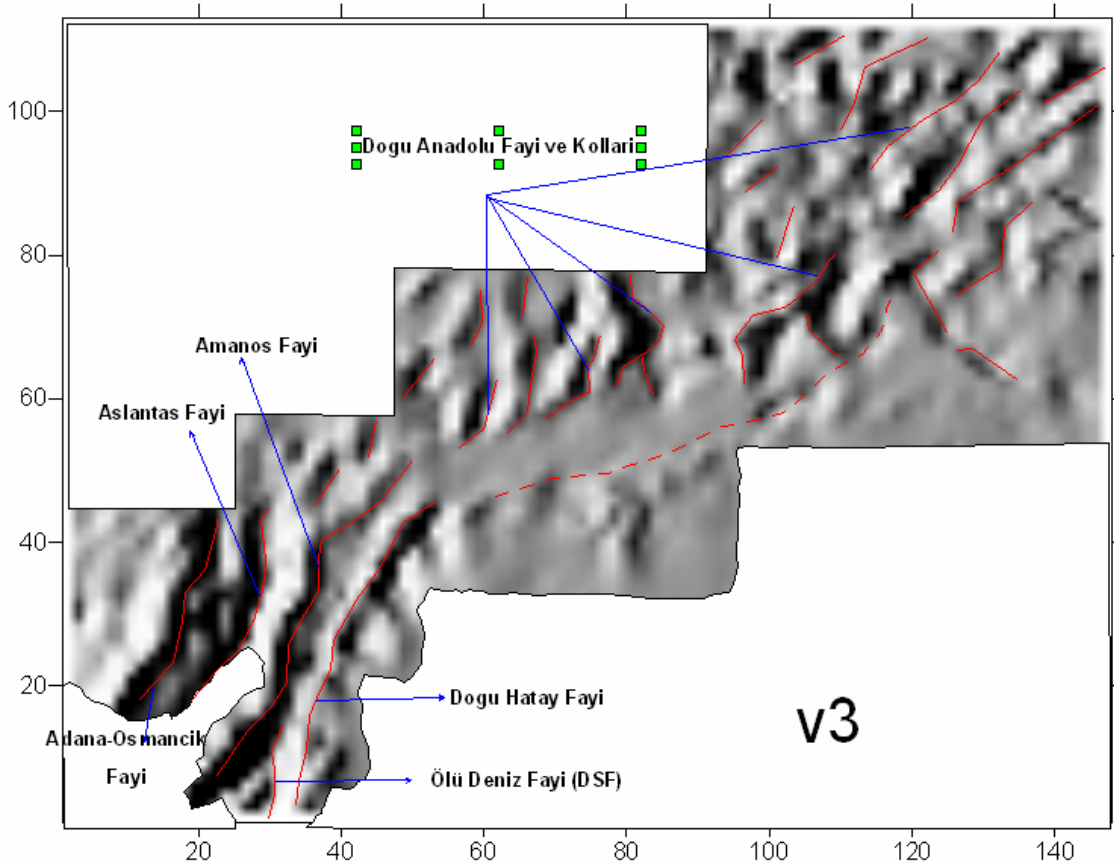 100
80
60
40
20
Dogu Anadolu Fayi ve Kollari
Amanos Fayi
Aslantas Fayi
Dogu Hatay Fayi
v3
Adana-Osmancik
Fayi
Ölü Deniz Fayi (DSF)
20 40 60 80 100 120 140